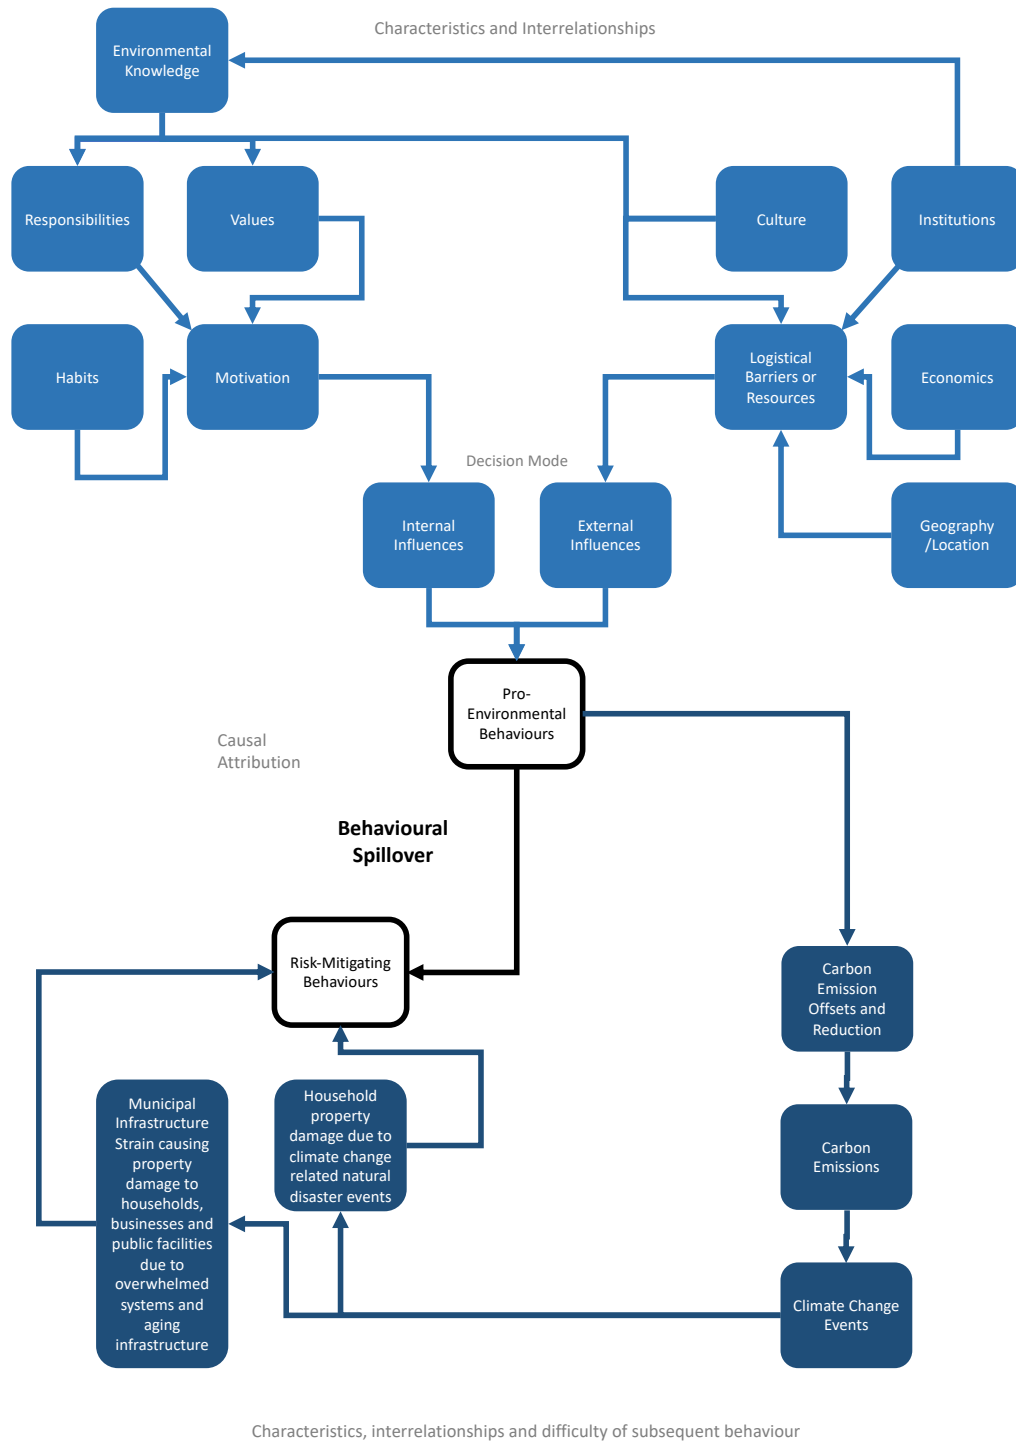 Characteristics and Interrelationships
Environmental
Knowledge
Responsibilities
Values
Culture
Institutions
Habits
Motivation
Logistical
Barriers or
Resources
Economics
Decision Mode
Internal
Influences
External
Influences
Geography
/Location
Pro-
Environmental
Behaviours
Causal
Attribution
Behavioural
Spillover
Risk-Mitigating
Behaviours
Carbon
Emission
Offsets and
Reduction
Municipal
Infrastructure
Strain causing
property
damage to
households,
businesses and
public facilities
due to
overwhelmed
systems and
aging
infrastructure
Household
property
damage due to
climate change
related natural
disaster events
Carbon
Emissions
Climate Change
Events
Characteristics, interrelationships and difficulty of subsequent behaviour